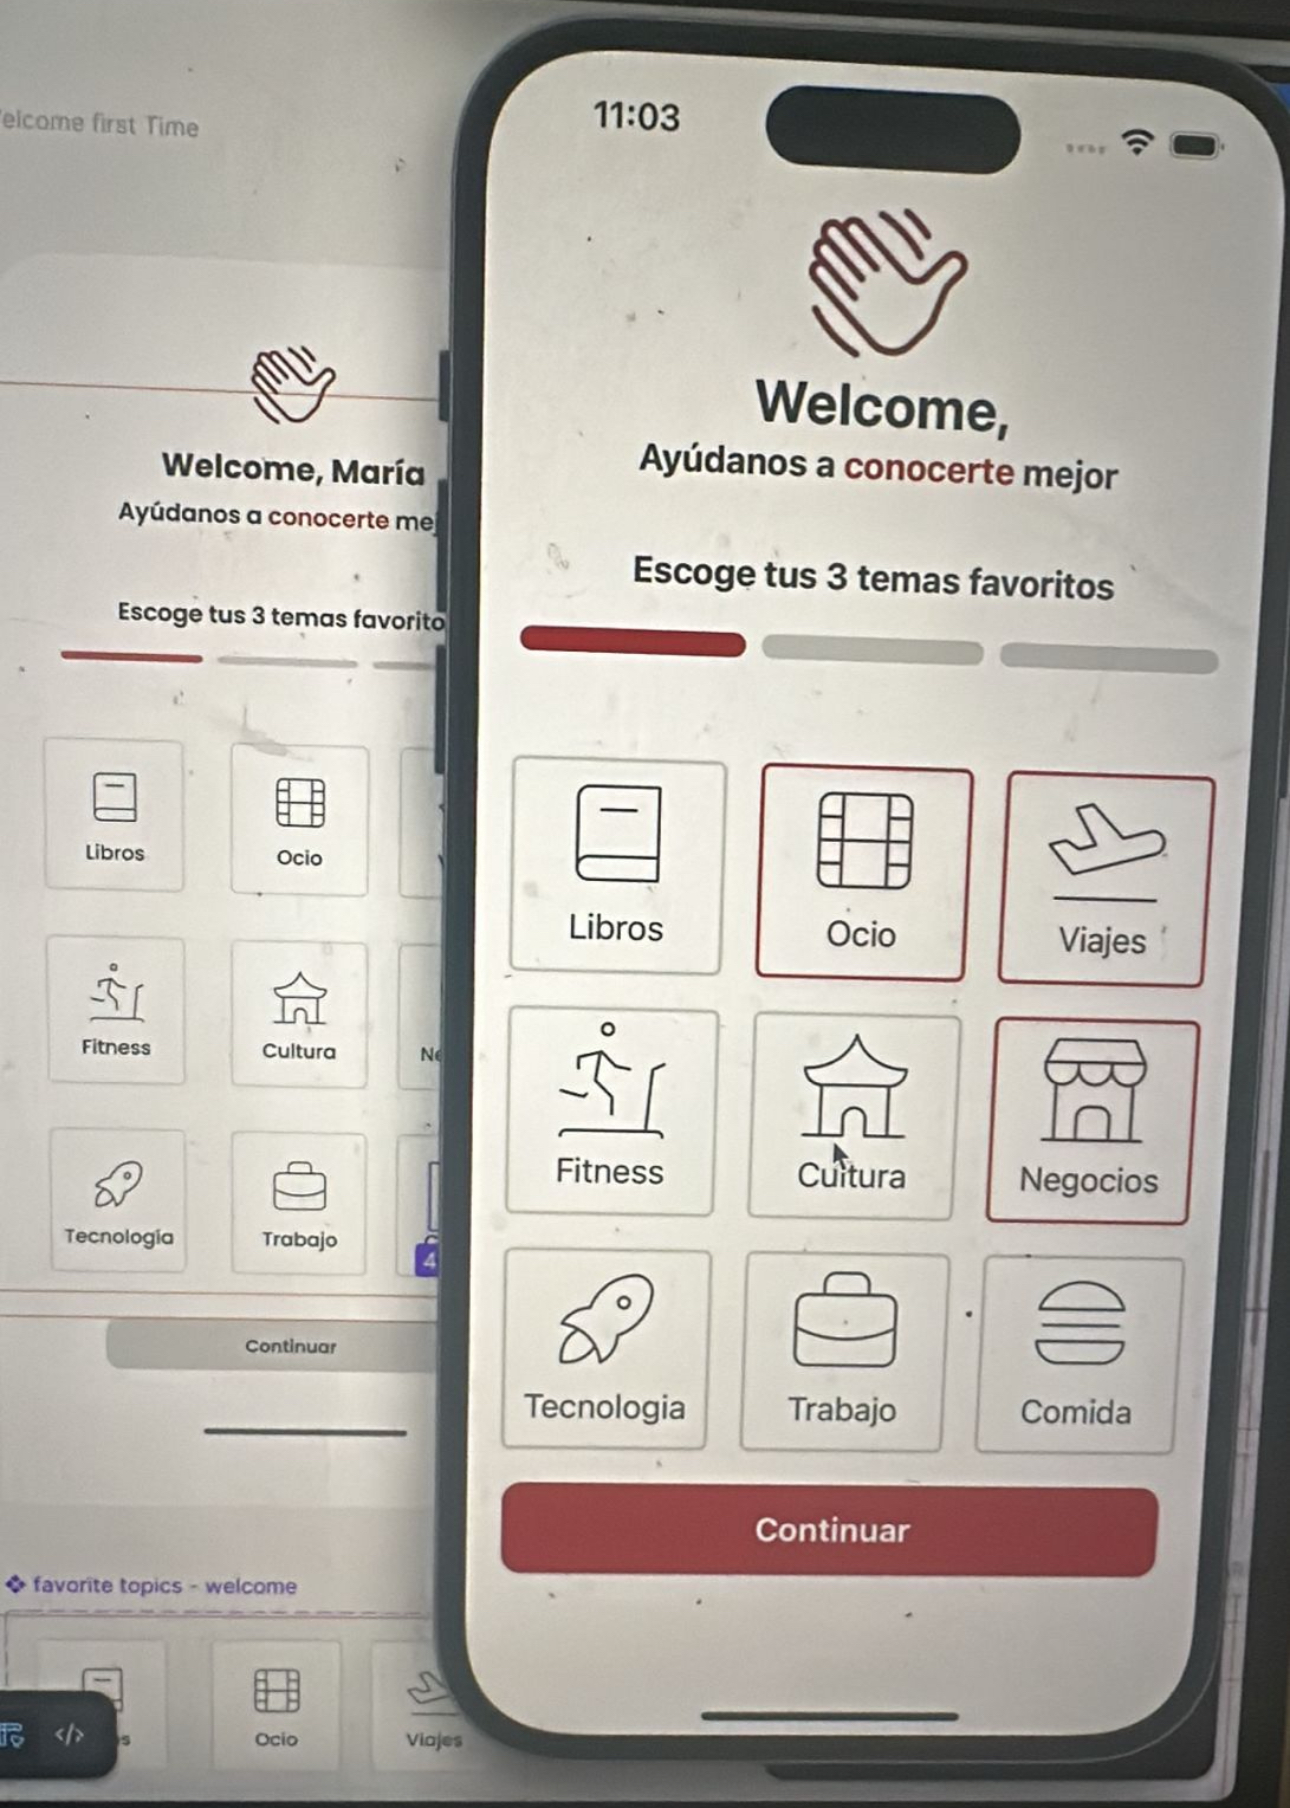 elcome first Time
Welcome, María
Ayúdanos a conocerte me
Escoge tus 3 temas favorito
Libros
Ocio
Fitness
Cultura
Ne
Tecnología
Trabajo
4
Continuar
favorite topics - welcome
s
Ocio
Viajes
</>
11:03
Welcome,
Ayúdanos a conocerte mejor
Escoge tus 3 temas favoritos
Libros
Ocio
Viajes
Fitness
Cultura
Negocios
Tecnologia
Trabajo
Comida
Continuar